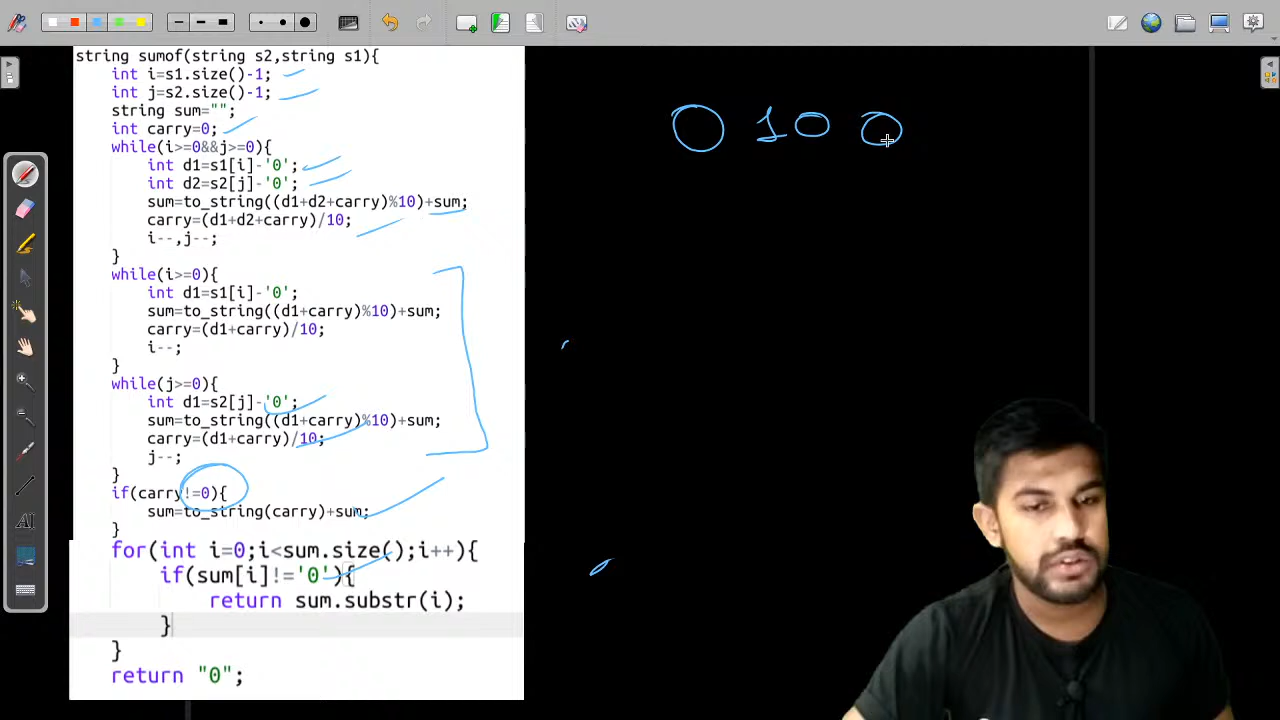 string sumof(string s2,string s1){
int i=s1.size()-1;
int j=s2.size()-1;
string sum="";
int carry=0;
while(i>=0&&j>=0){
int d1=s1[i]-'0';
int d2=s2[j]-'0';
sum=to_string((d1+d2+carry)%10)+sum;
carry=(d1+d2+carry)/10;
i--,j--;
}
while(i>=0){
int d1=s1[i]-'0';
sum=to_string((d1+carry)%10)+sum;
carry=(d1+carry)/10;
i--;
}
while(j>=0){
int d1=s2[j]-'0';
sum=to_string((d1+carry)%10)+sum;
carry=(d1+carry)/10;
j--;
}
if(carry!=0){
sum=to_string(carry)+sum;
}
for(int i=0;i<sum.size();i++){
if(sum[i]!='0'){
return sum.substr(i);
}
}
return "0";
0 1 0 0